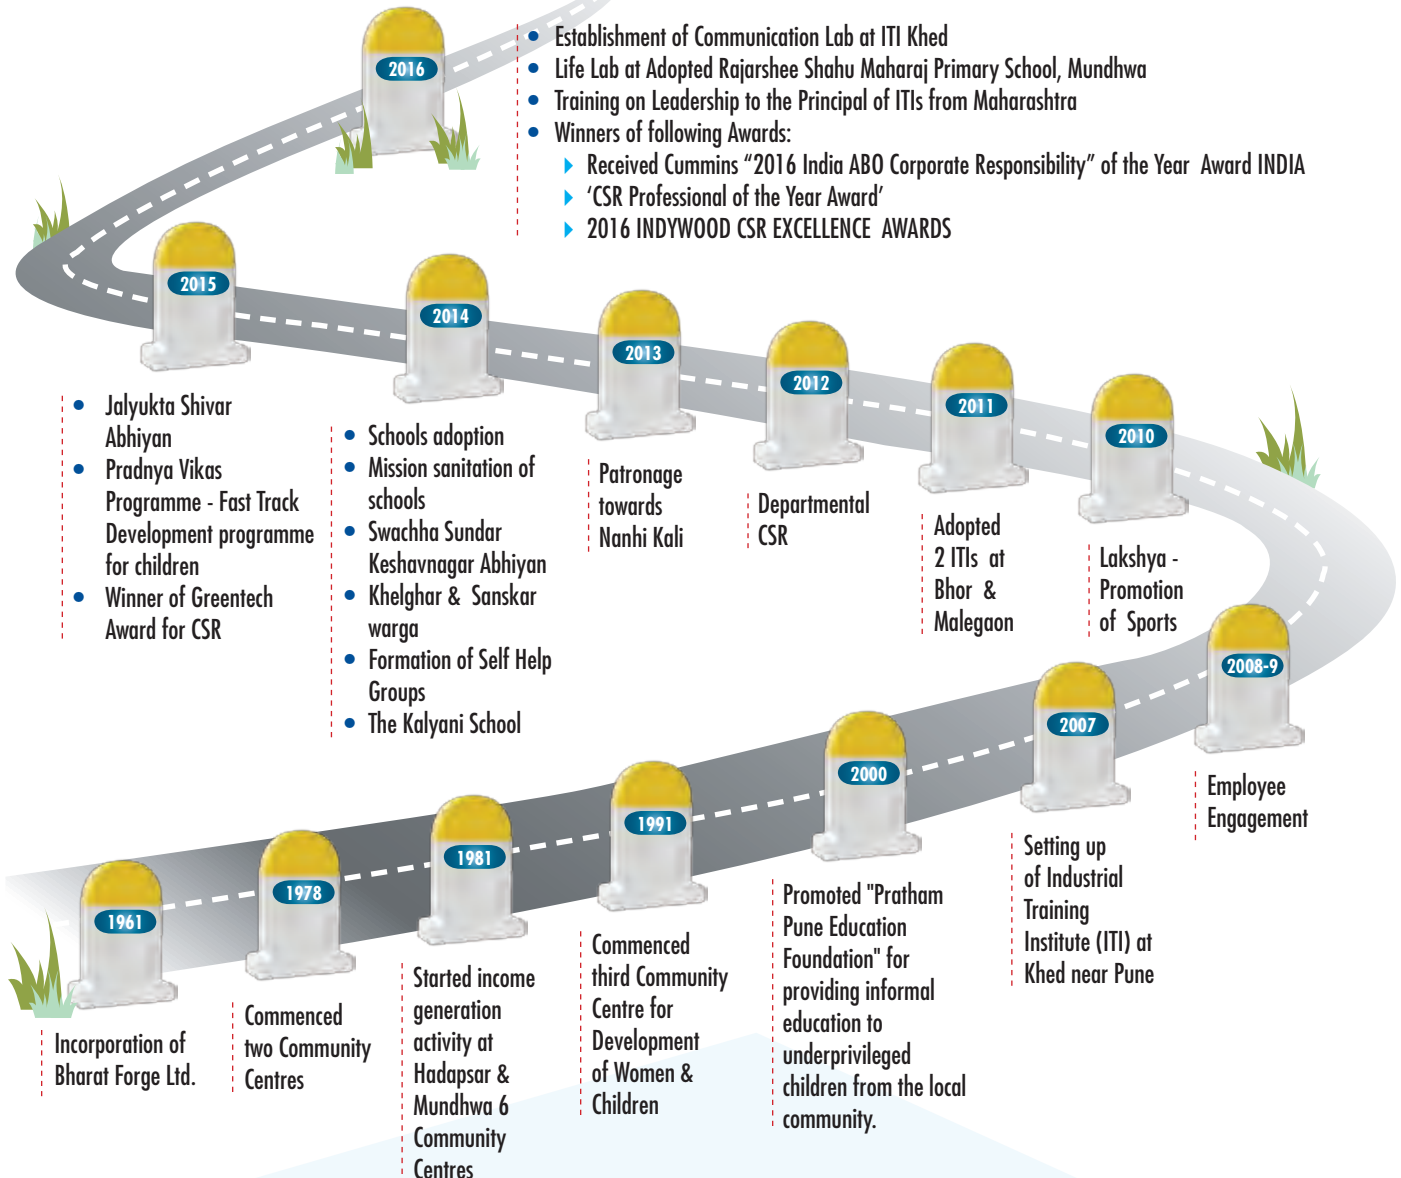 2016
• Establishment of Communication Lab at ITI Khed
• Life Lab at Adopted Rajarshee Shahu Maharaj Primary School, Mundhwa
• Training on Leadership to the Principal of ITIs from Maharashtra
• Winners of following Awards:
Received Cummins “2016 India ABO Corporate Responsibility” of the Year Award INDIA
‘CSR Professional of the Year Award’
2016 INDYWOOD CSR EXCELLENCE AWARDS
2015
• Jalyukta Shivar
Abhiyan
• Pradnya Vikas
Programme - Fast Track
Development programme
for children
• Winner of Greentech
Award for CSR
2014
• Schools adoption
• Mission sanitation of
schools
• Swachha Sundar
Keshavnagar Abhiyan
• Khelghar & Sanskar
warga
• Formation of Self Help
Groups
• The Kalyani School
2013
Patronage
towards
Nanhi Kali
2012
Departmental
CSR
2011
Adopted
2 ITIs at
Bhor &
Malegaon
2010
Lakshya -
Promotion
of Sports
2008-9
Employee
Engagement
2007
Setting up
of Industrial
Training
Institute (ITI) at
Khed near Pune
2000
Promoted "Pratham
Pune Education
Foundation" for
providing informal
education to
underprivileged
children from the local
community.
1991
Commenced
third Community
Centre for
Development
of Women &
Children
1981
Started income
generation
activity at
Hadapsar &
Mundhwa 6
Community
Centres
1978
Commenced
two Community
Centres
1961
Incorporation of
Bharat Forge Ltd.